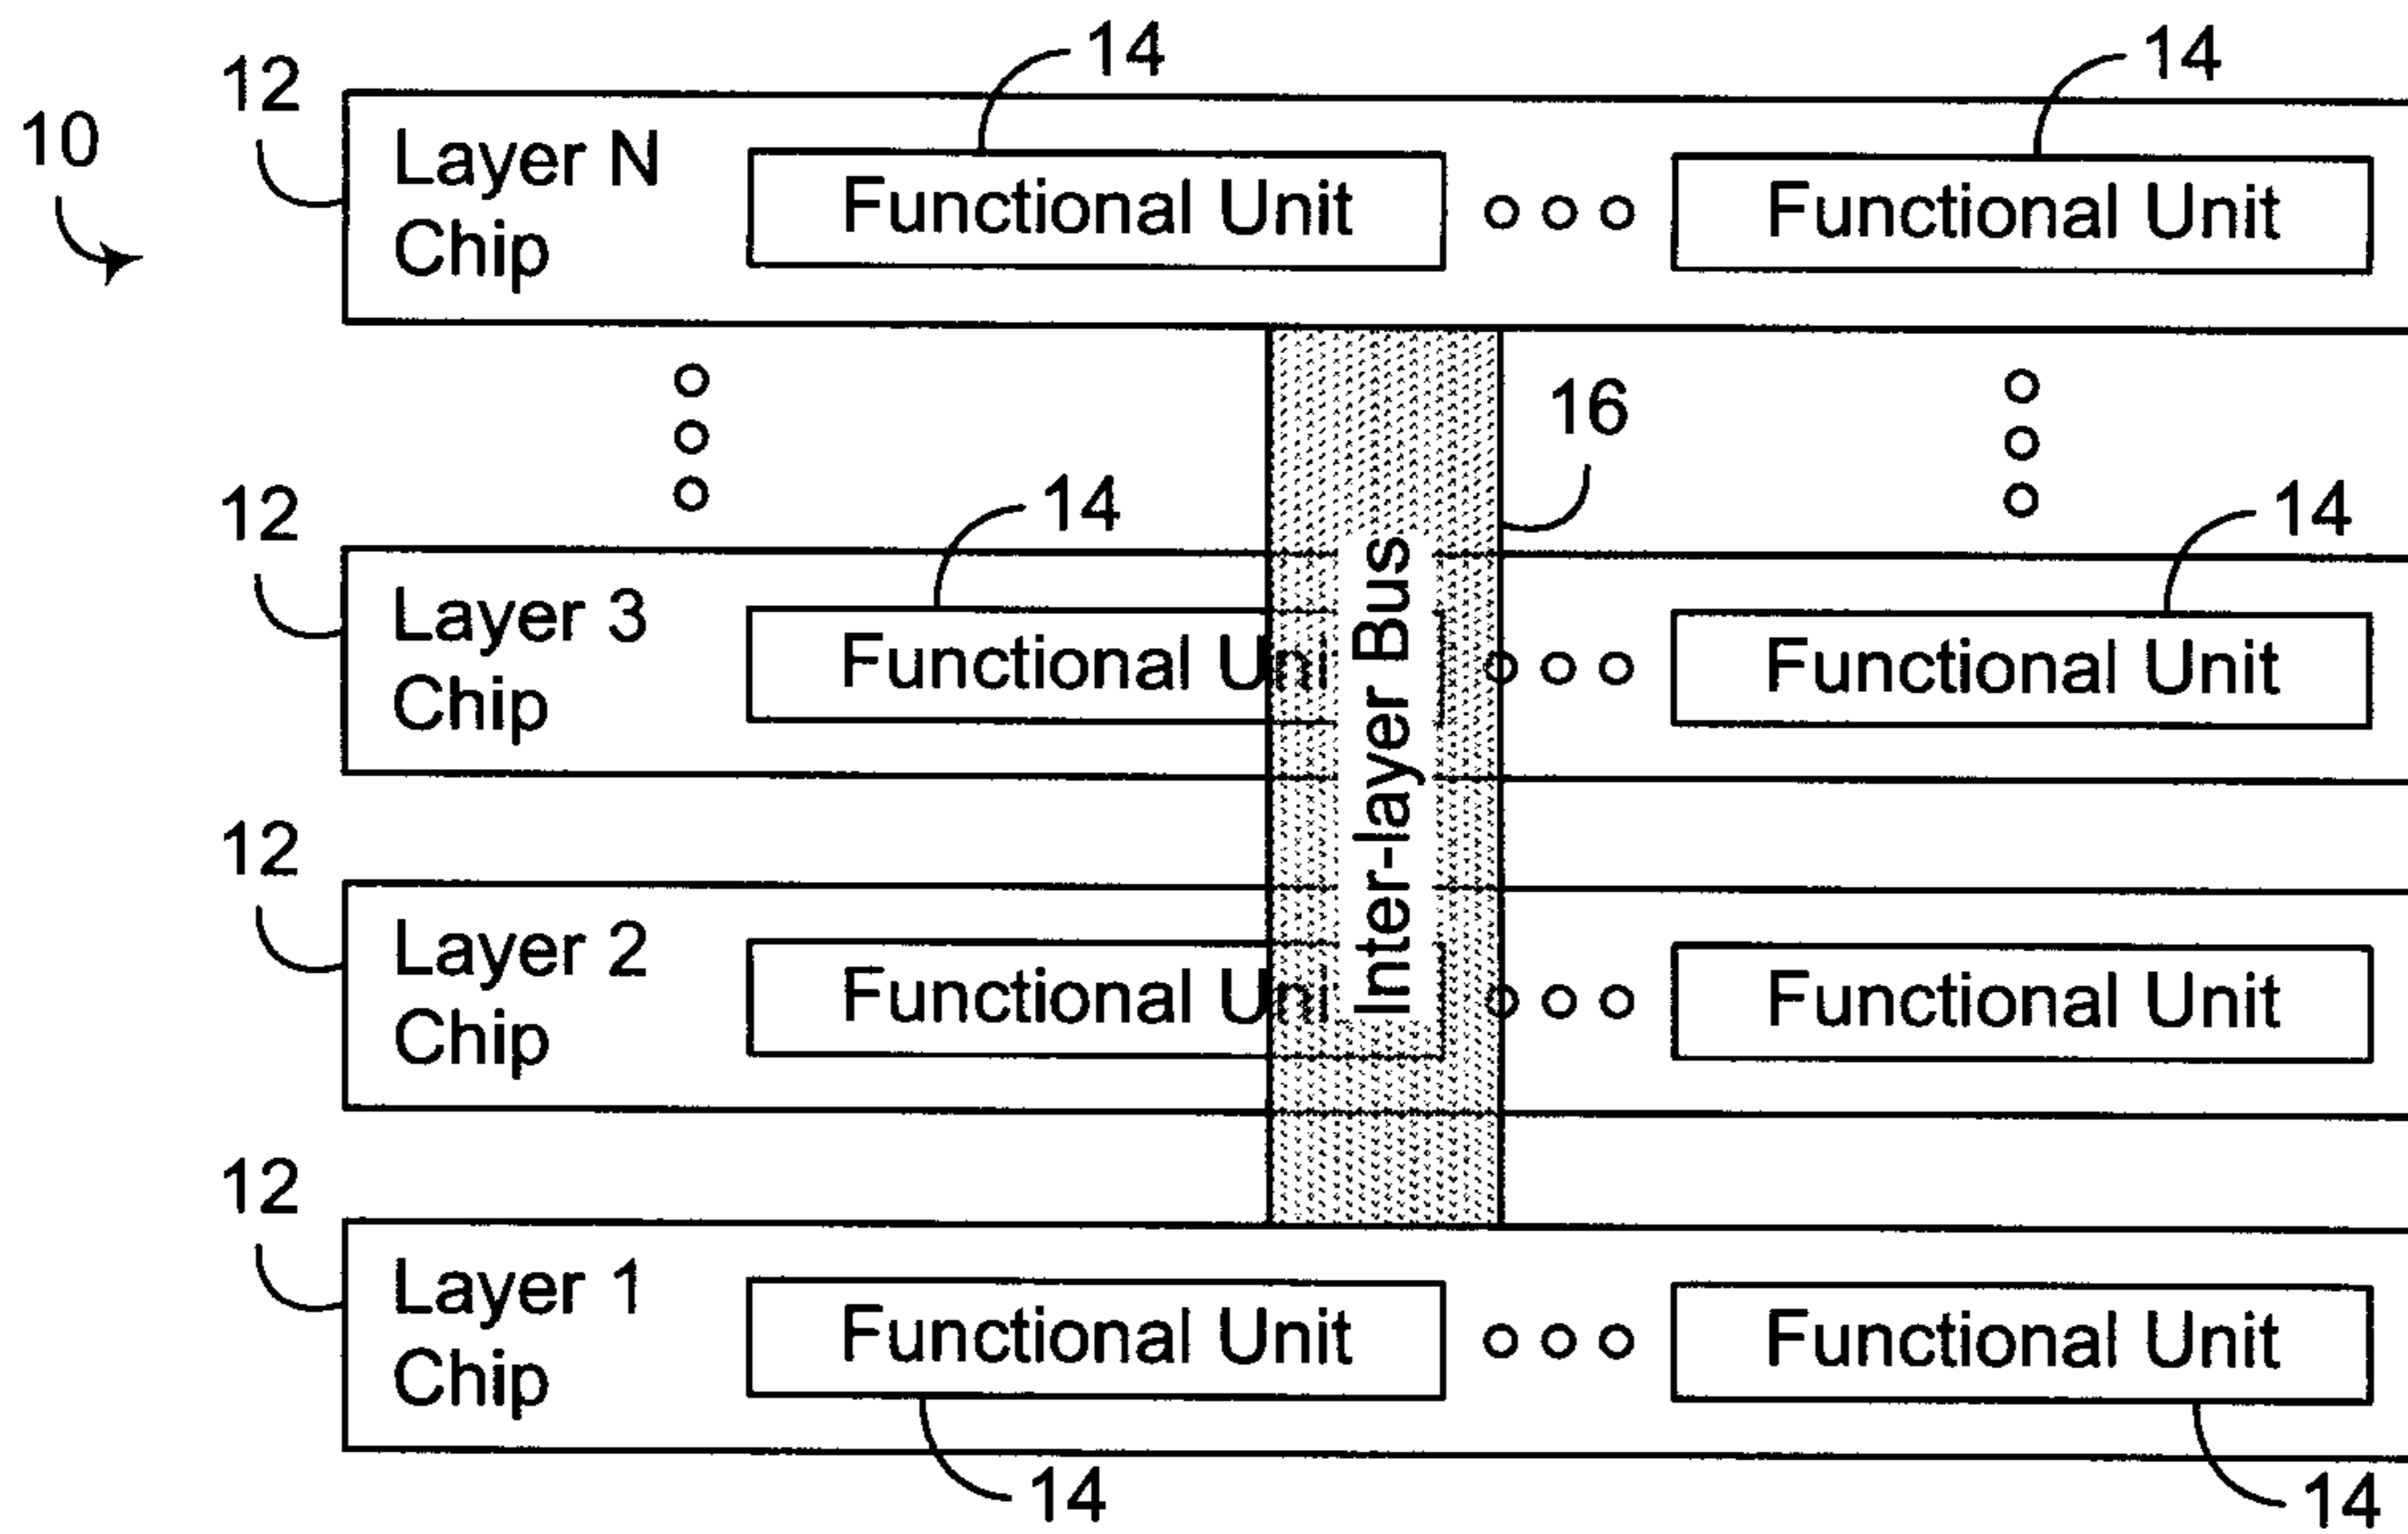 14
14
12
10
Layer N
Chip
Functional Unit
Functional Unit
16
12
14
14
Layer 3
Chip
Functional Uni
Functional Unit
Inter-layer Bus
12
Layer 2
Chip
Functional Uni
Functional Unit
12
Layer 1
Chip
Functional Unit
Functional Unit
14
14